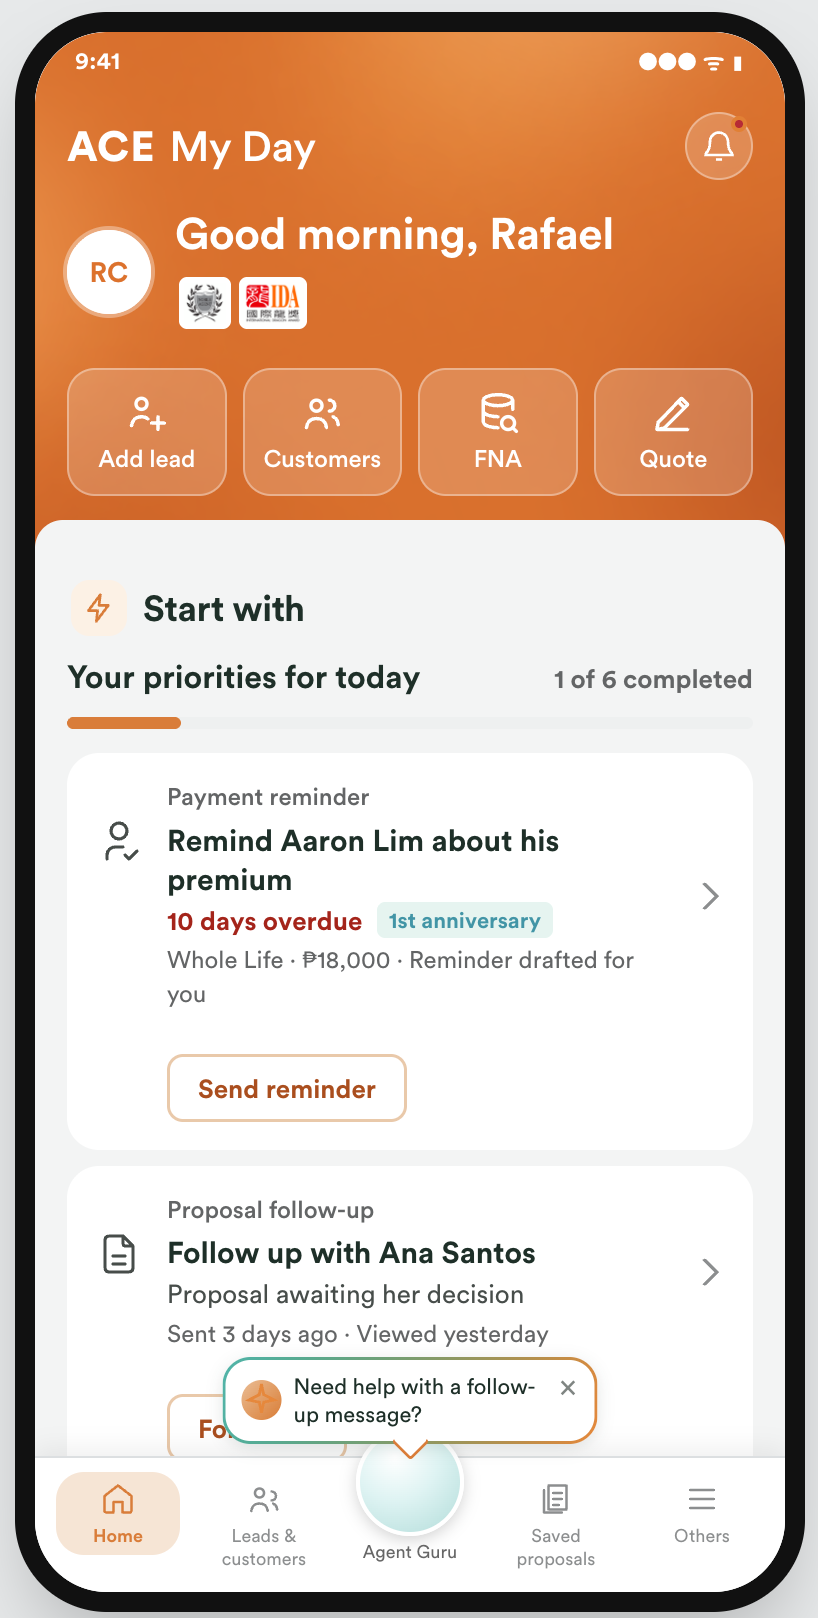 9:41
ACE My Day
Good morning, Rafael
RC
IDA
國際龍獎
Add lead
Customers
FNA
Quote
Start with
Your priorities for today
1 of 6 completed
Payment reminder
Remind Aaron Lim about his
premium
10 days overdue
1st anniversary
Whole Life · ₱18,000 · Reminder drafted for
you
Send reminder
Proposal follow-up
Follow up with Ana Santos
Proposal awaiting her decision
Sent 3 days ago · Viewed yesterday
Need help with a follow-
up message?
Home
Leads &
customers
Agent Guru
Saved
proposals
Others